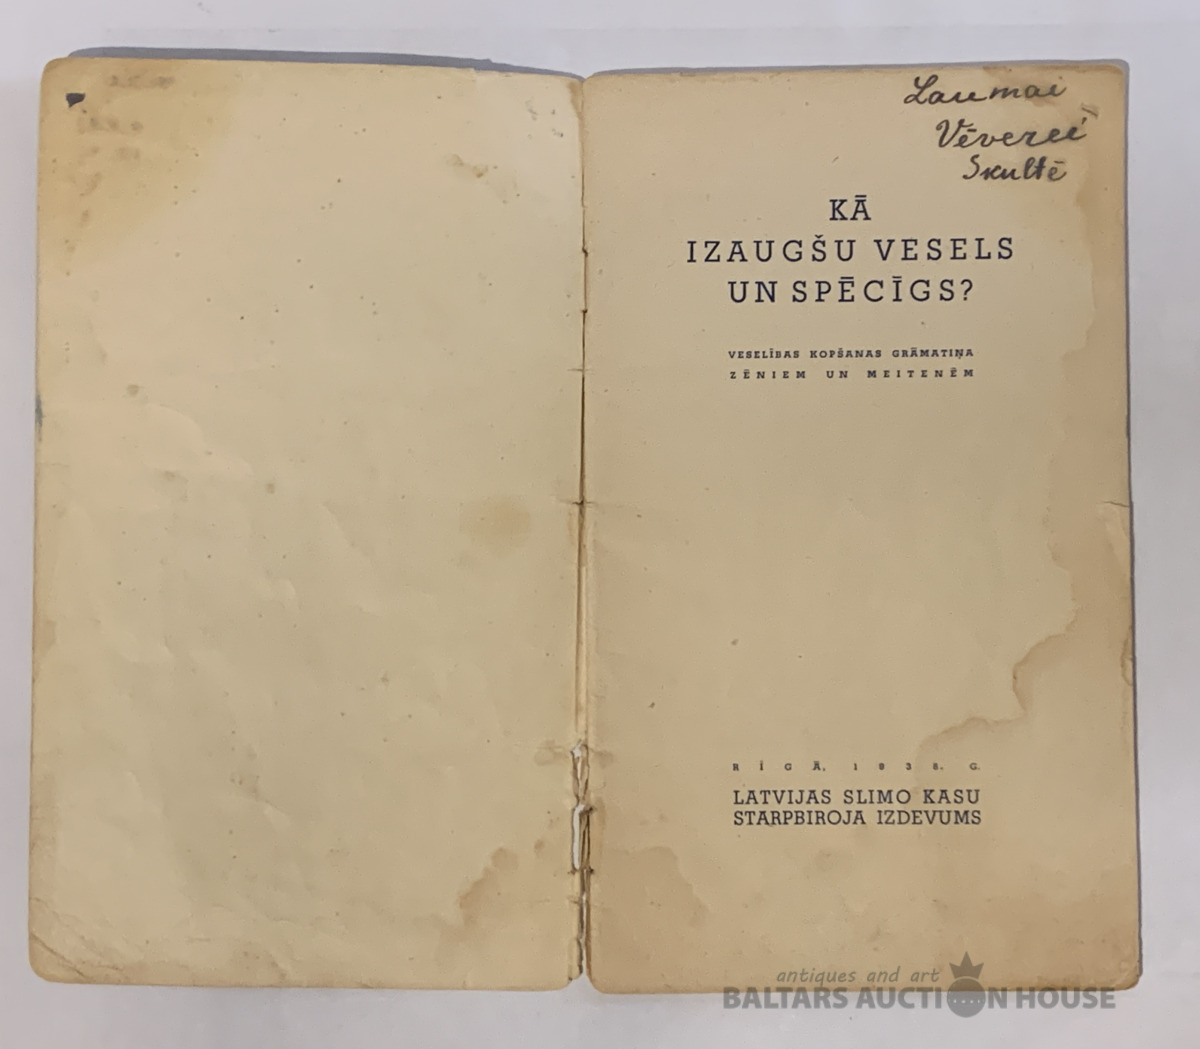 Laumai
Vēverei
Skultē
KĀ
IZAUGŠU VESELS
UN SPĒCĪGS?
VESELĪBAS KOPŠANAS GRĀMATIŅA
ZĒNIEM UN MEITENĒM
RĪGĀ, 1938. G.
LATVIJAS SLIMO KASU
STARPBIROJA IZDEVUMS
antiques and art
BALTARS AUCTION HOUSE